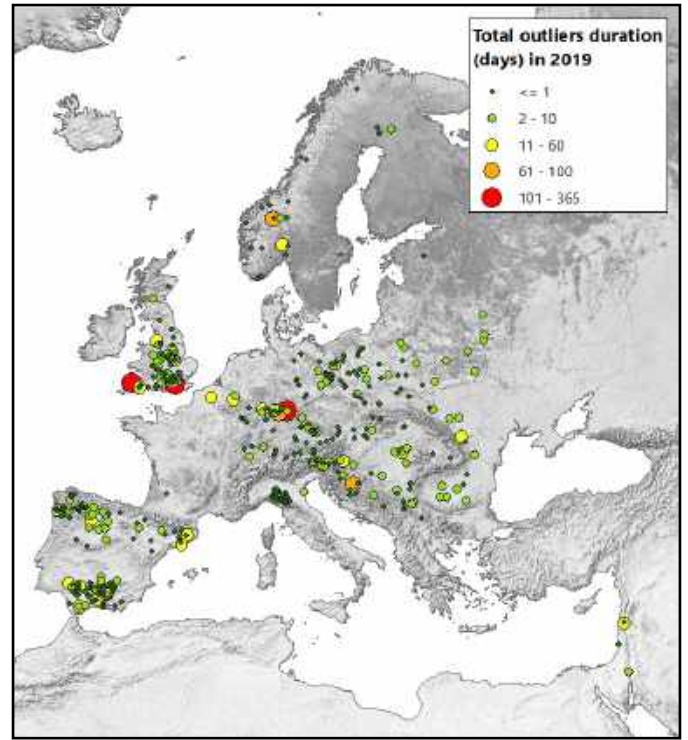 Total outliers duration
(days) in 2019
<= 1
2 - 10
11 - 60
61 - 100
101 - 365